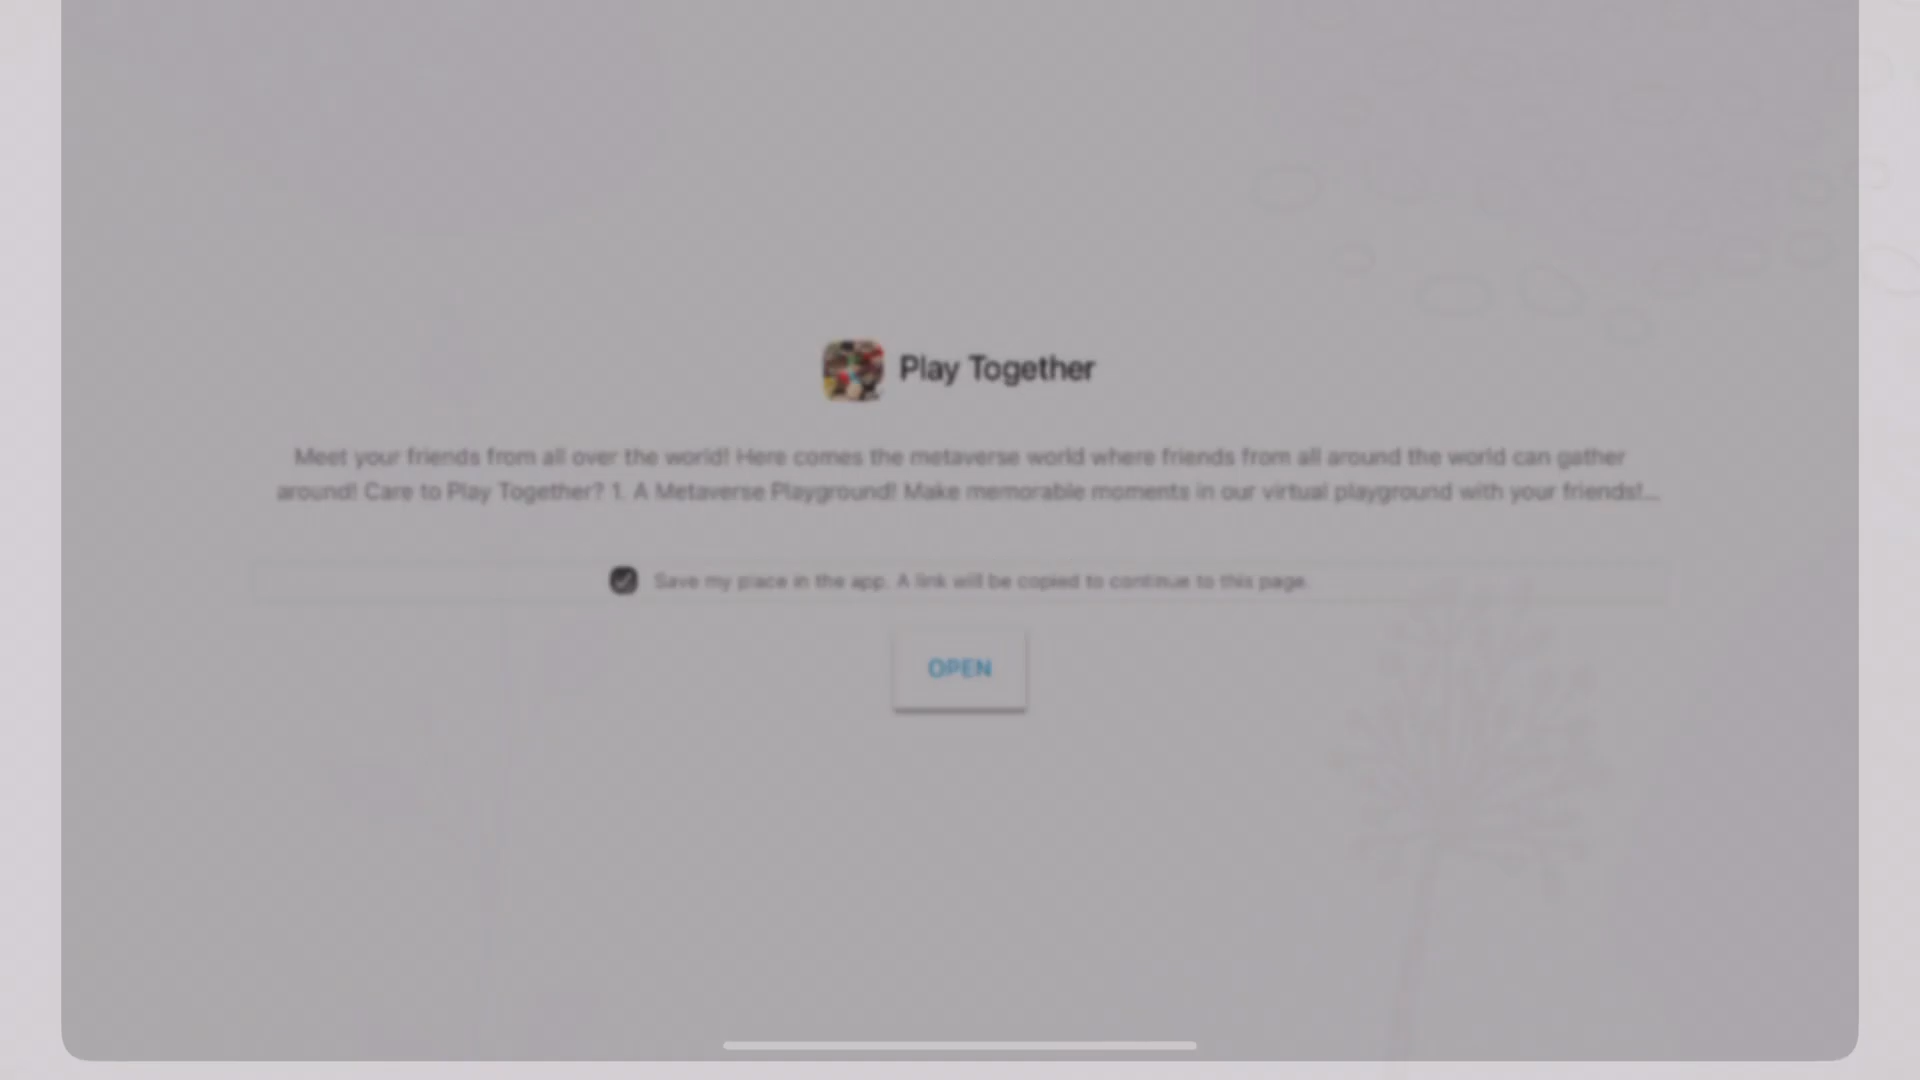 Play Together
Meet your friends from all over the world! Here comes the metaverse world where friends from all around the world can gather
around! Care to Play Together? 1. A Metaverse Playground! Make memorable moments in our virtual playground with your friends!...
Save my place in the app. A link will be copied to continue to this page.
OPEN